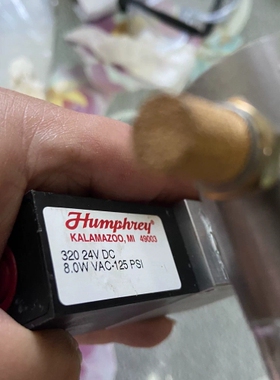 Humphrey
KALAMAZOO, MI 49003
320 24V DC
8.0W VAC-125 PSI